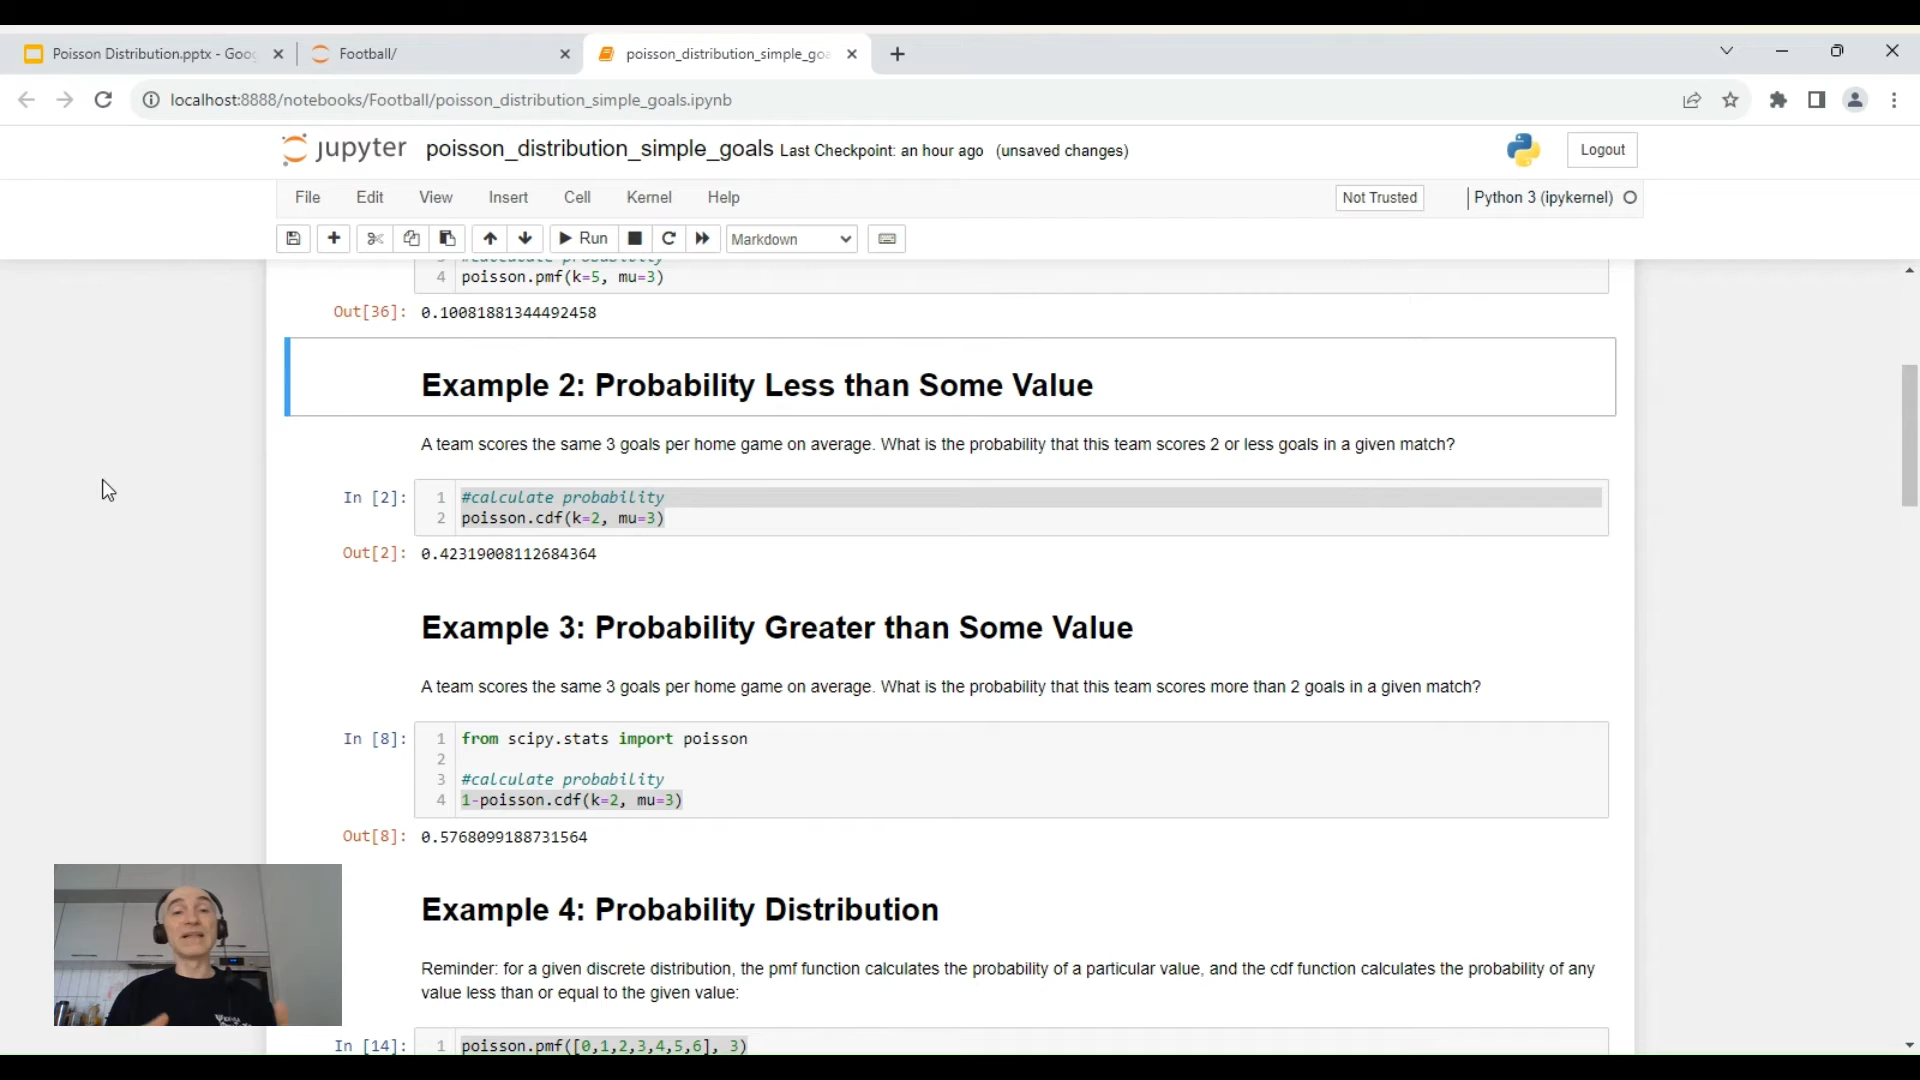 Poisson Distribution.pptx - Goog
Football/
poisson_distribution_simple_goa
localhost:8888/notebooks/Football/poisson_distribution_simple_goals.ipynb
jupyter poisson_distribution_simple_goals Last Checkpoint: an hour ago (unsaved changes)
Logout
File Edit View Insert Cell Kernel Help
Not Trusted
Python 3 (ipykernel)
Run
Markdown
3 #calculate probability
4 poisson.pmf(k=5, mu=3)
Out[36]: 0.10081881344492458
Example 2: Probability Less than Some Value
A team scores the same 3 goals per home game on average. What is the probability that this team scores 2 or less goals in a given match?
In [2]: 1 #calculate probability
2 poisson.cdf(k=2, mu=3)
Out[2]: 0.42319008112684364
Example 3: Probability Greater than Some Value
A team scores the same 3 goals per home game on average. What is the probability that this team scores more than 2 goals in a given match?
In [8]: 1 from scipy.stats import poisson
2
3 #calculate probability
4 1-poisson.cdf(k=2, mu=3)
Out[8]: 0.5768099188731564
Example 4: Probability Distribution
Reminder: for a given discrete distribution, the pmf function calculates the probability of a particular value, and the cdf function calculates the probability of any
value less than or equal to the given value:
In [14]: 1 poisson.pmf([0,1,2,3,4,5,6], 3)